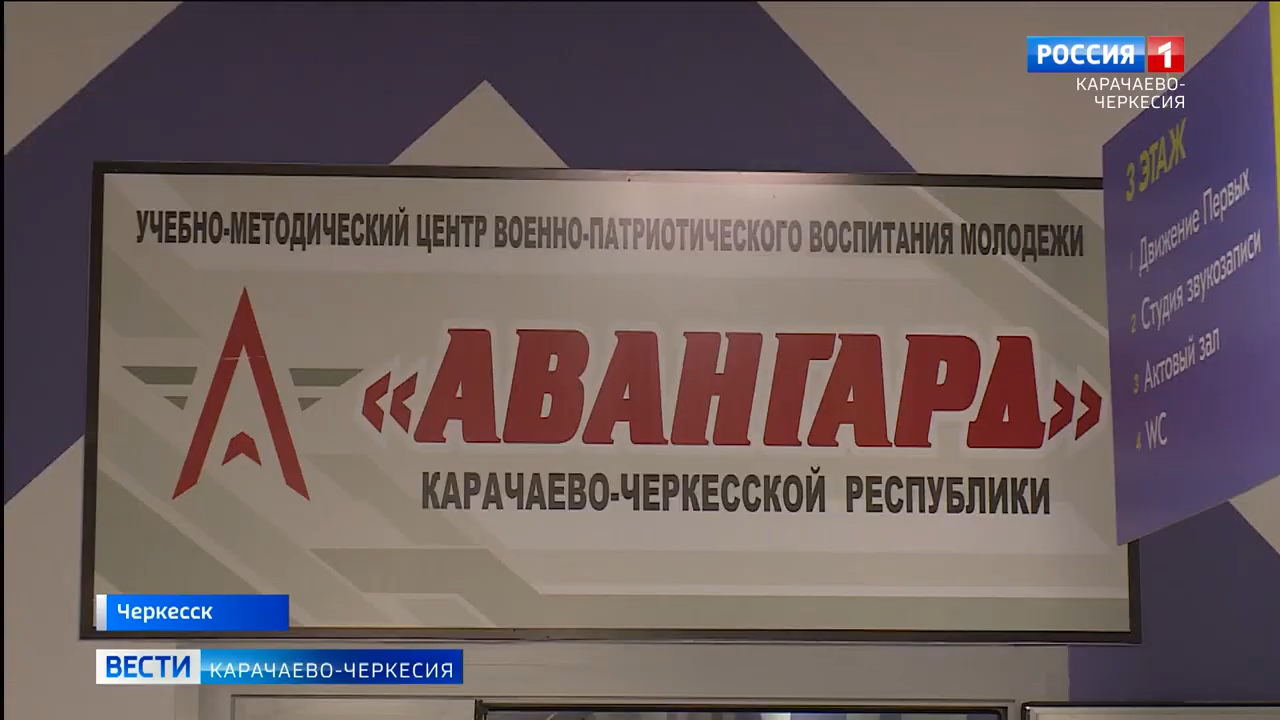 РОССИЯ 1
КАРАЧАЕВО-
ЧЕРКЕСИЯ
УЧЕБНО-МЕТОДИЧЕСКИЙ ЦЕНТР ВОЕННО-ПАТРИОТИЧЕСКОГО ВОСПИТАНИЯ МОЛОДЕЖИ
«АВАНГАРД»
КАРАЧАЕВО-ЧЕРКЕССКОЙ РЕСПУБЛИКИ
3 ЭТАЖ
1 Движение Первых
2 Студия звукозаписи
3 Актовый зал
4 WC
Черкесск
ВЕСТИ КАРАЧАЕВО-ЧЕРКЕСИЯ